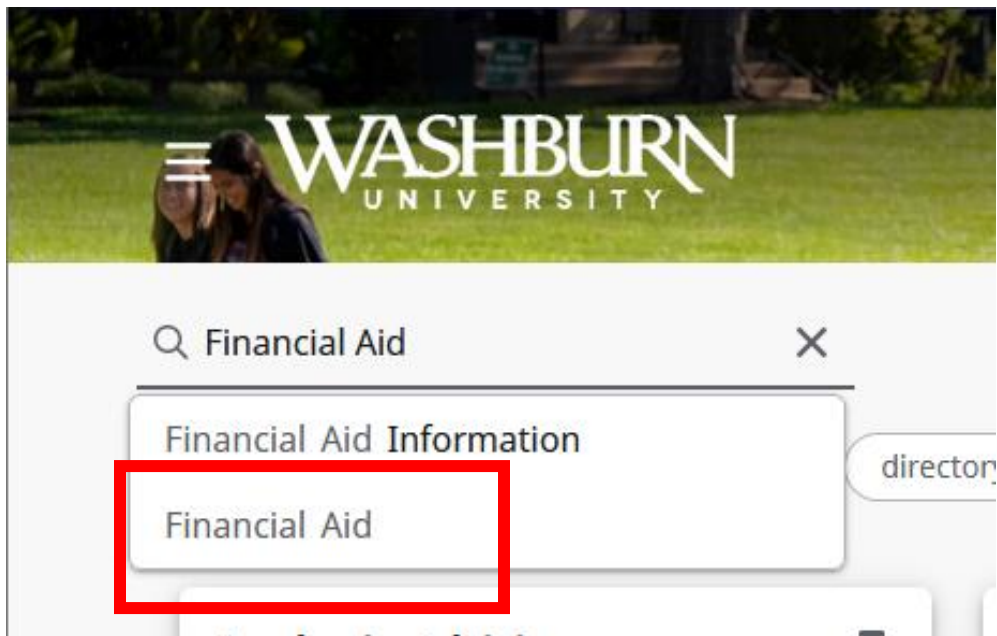 WASHBURN
UNIVERSITY
Financial Aid
Financial Aid Information
directory
Financial Aid